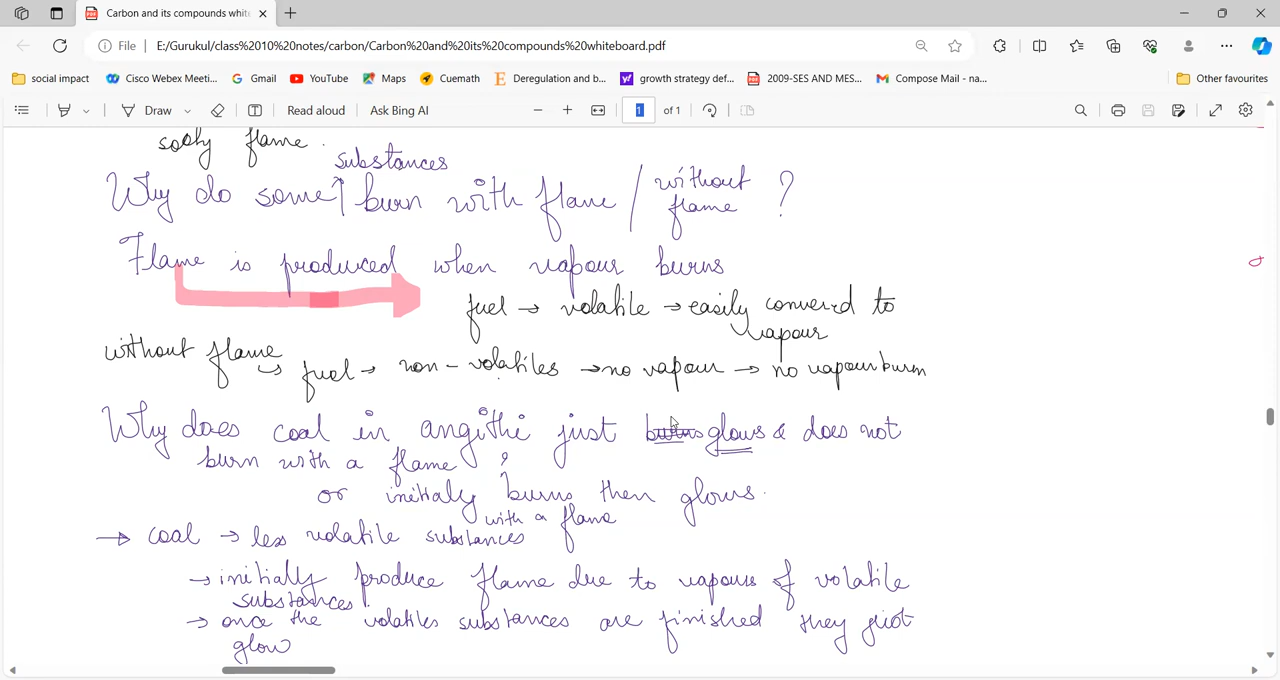 Carbon and its compounds white
File E:/Gurukul/class%2010%20notes/carbon/Carbon%20and%20its%20compounds%20whiteboard.pdf
social impact Cisco Webex Meeti... Gmail YouTube Maps Cuemath Deregulation and b... growth strategy def... 2009-SES AND MES... Compose Mail - na... Other favourites
Draw Read aloud Ask Bing AI 1 of 1
sooty flame.
substances
Why do some burn with flame / without flame ?
Flame is produced when vapour burns
fuel → volatile → easily convered to
vapour
without flame
fuel → non-volatiles → no vapour → no vapour burn
Why does coal in angithi just burns glows & does not
burn with a flame ?
or initialy burns then glows.
with a flame
→ coal → less volatile substances
→ initially produce flame due to vapours of volatile
substances.
→ once the volatiles substances are finished they just
glow